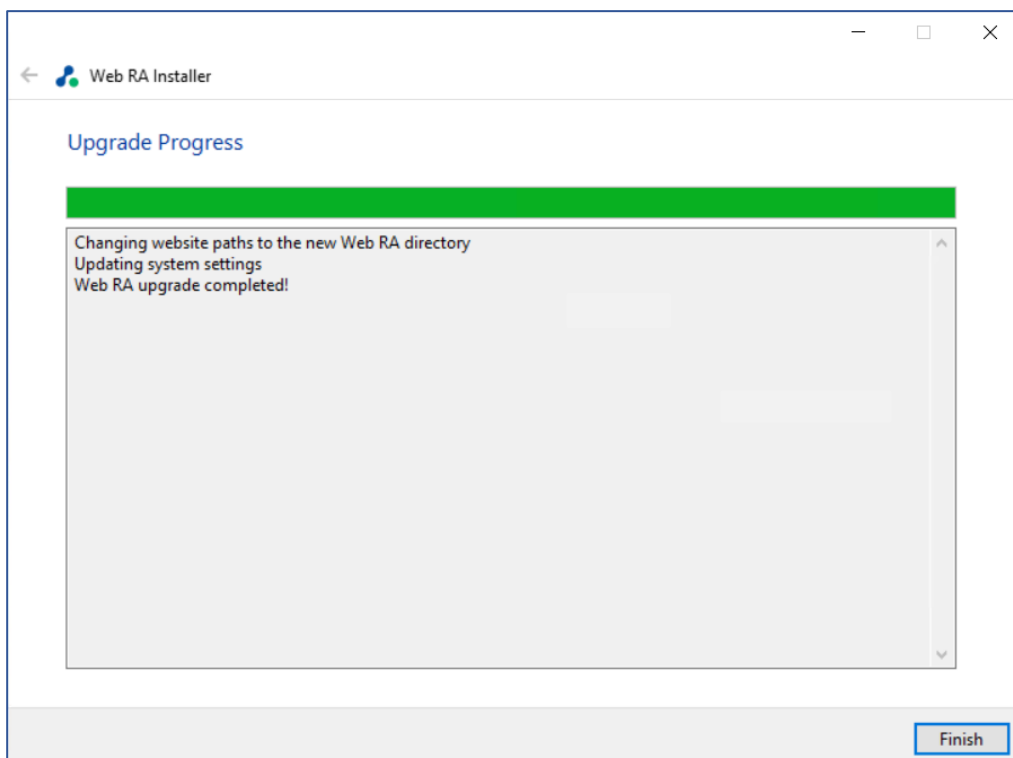 Web RA Installer
Upgrade Progress
Changing website paths to the new Web RA directory
Updating system settings
Web RA upgrade completed!
Finish